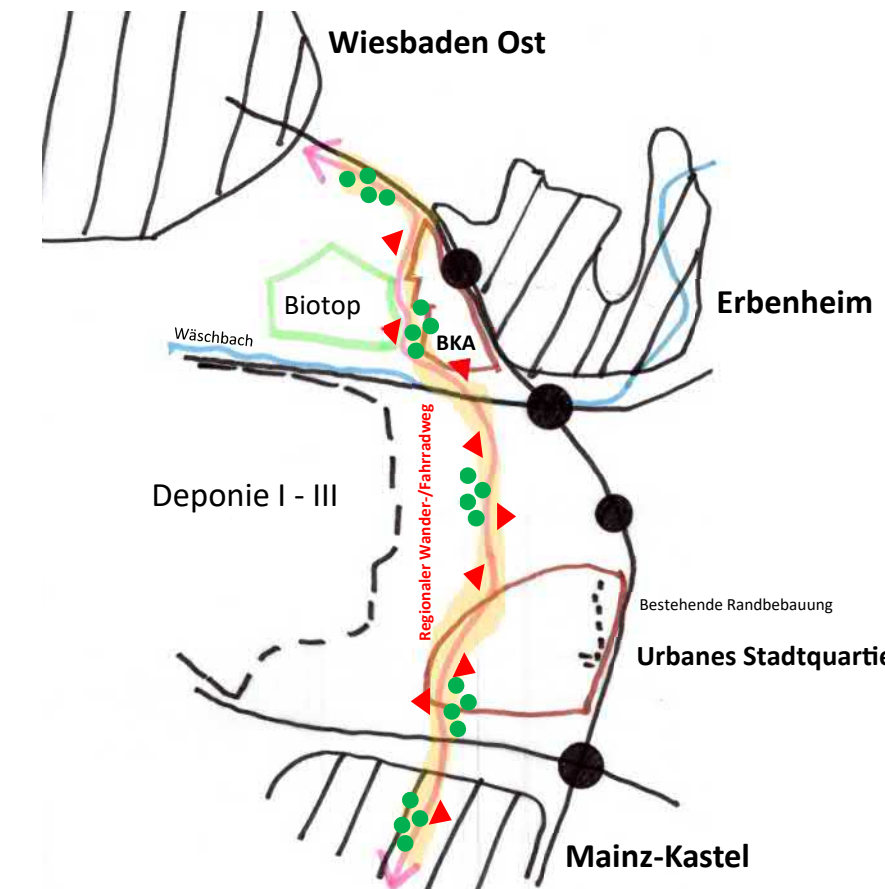 Wiesbaden Ost
Erbenheim
Biotop
Wäschbach
BKA
Regionaler Wander-/Fahrradweg
Deponie I - III
Bestehende Randbebauung
Urbanes Stadtquartie
Mainz-Kastel